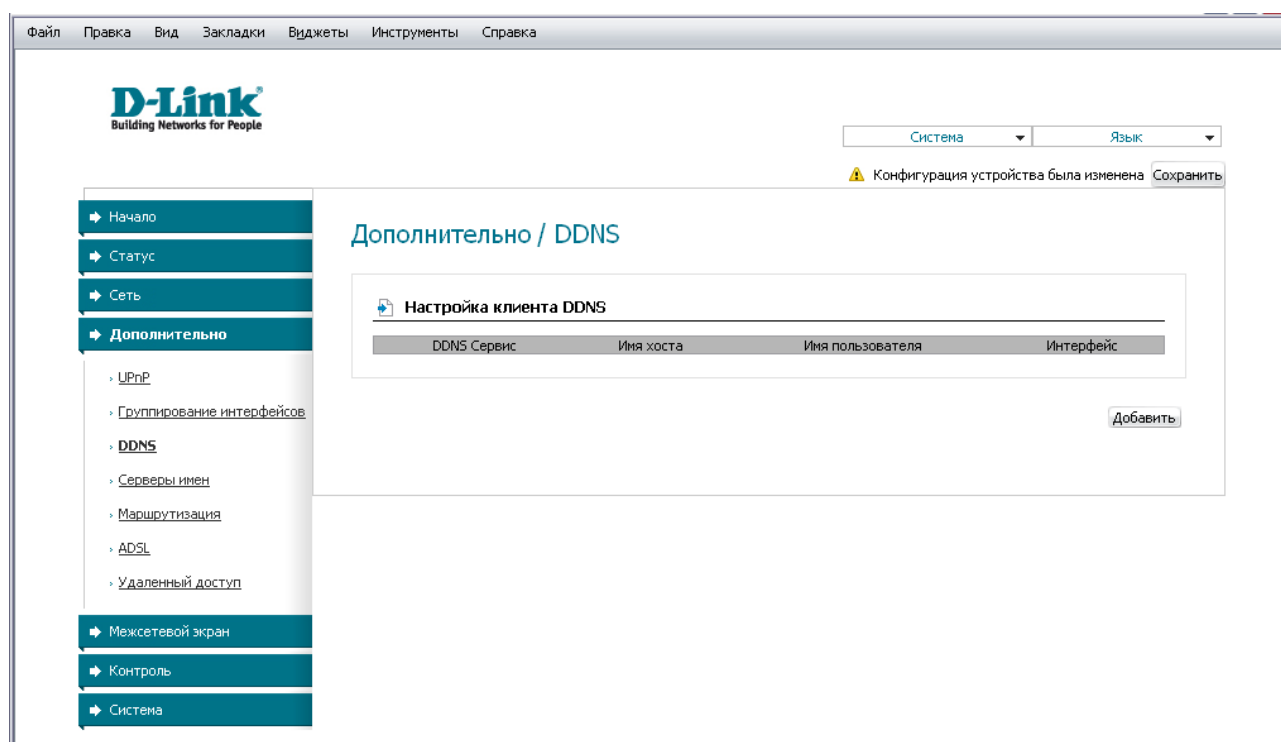 Файл Правка Вид Закладки Виджеты Инструменты Справка
D-Link
Building Networks for People
Система Язык
Конфигурация устройства была изменена Сохранить
Начало
Статус
Сеть
Дополнительно
UPnP
Группирование интерфейсов
DDNS
Серверы имен
Маршрутизация
ADSL
Удаленный доступ
Межсетевой экран
Контроль
Система
Дополнительно / DDNS
Настройка клиента DDNS
DDNS Сервис Имя хоста Имя пользователя Интерфейс
Добавить